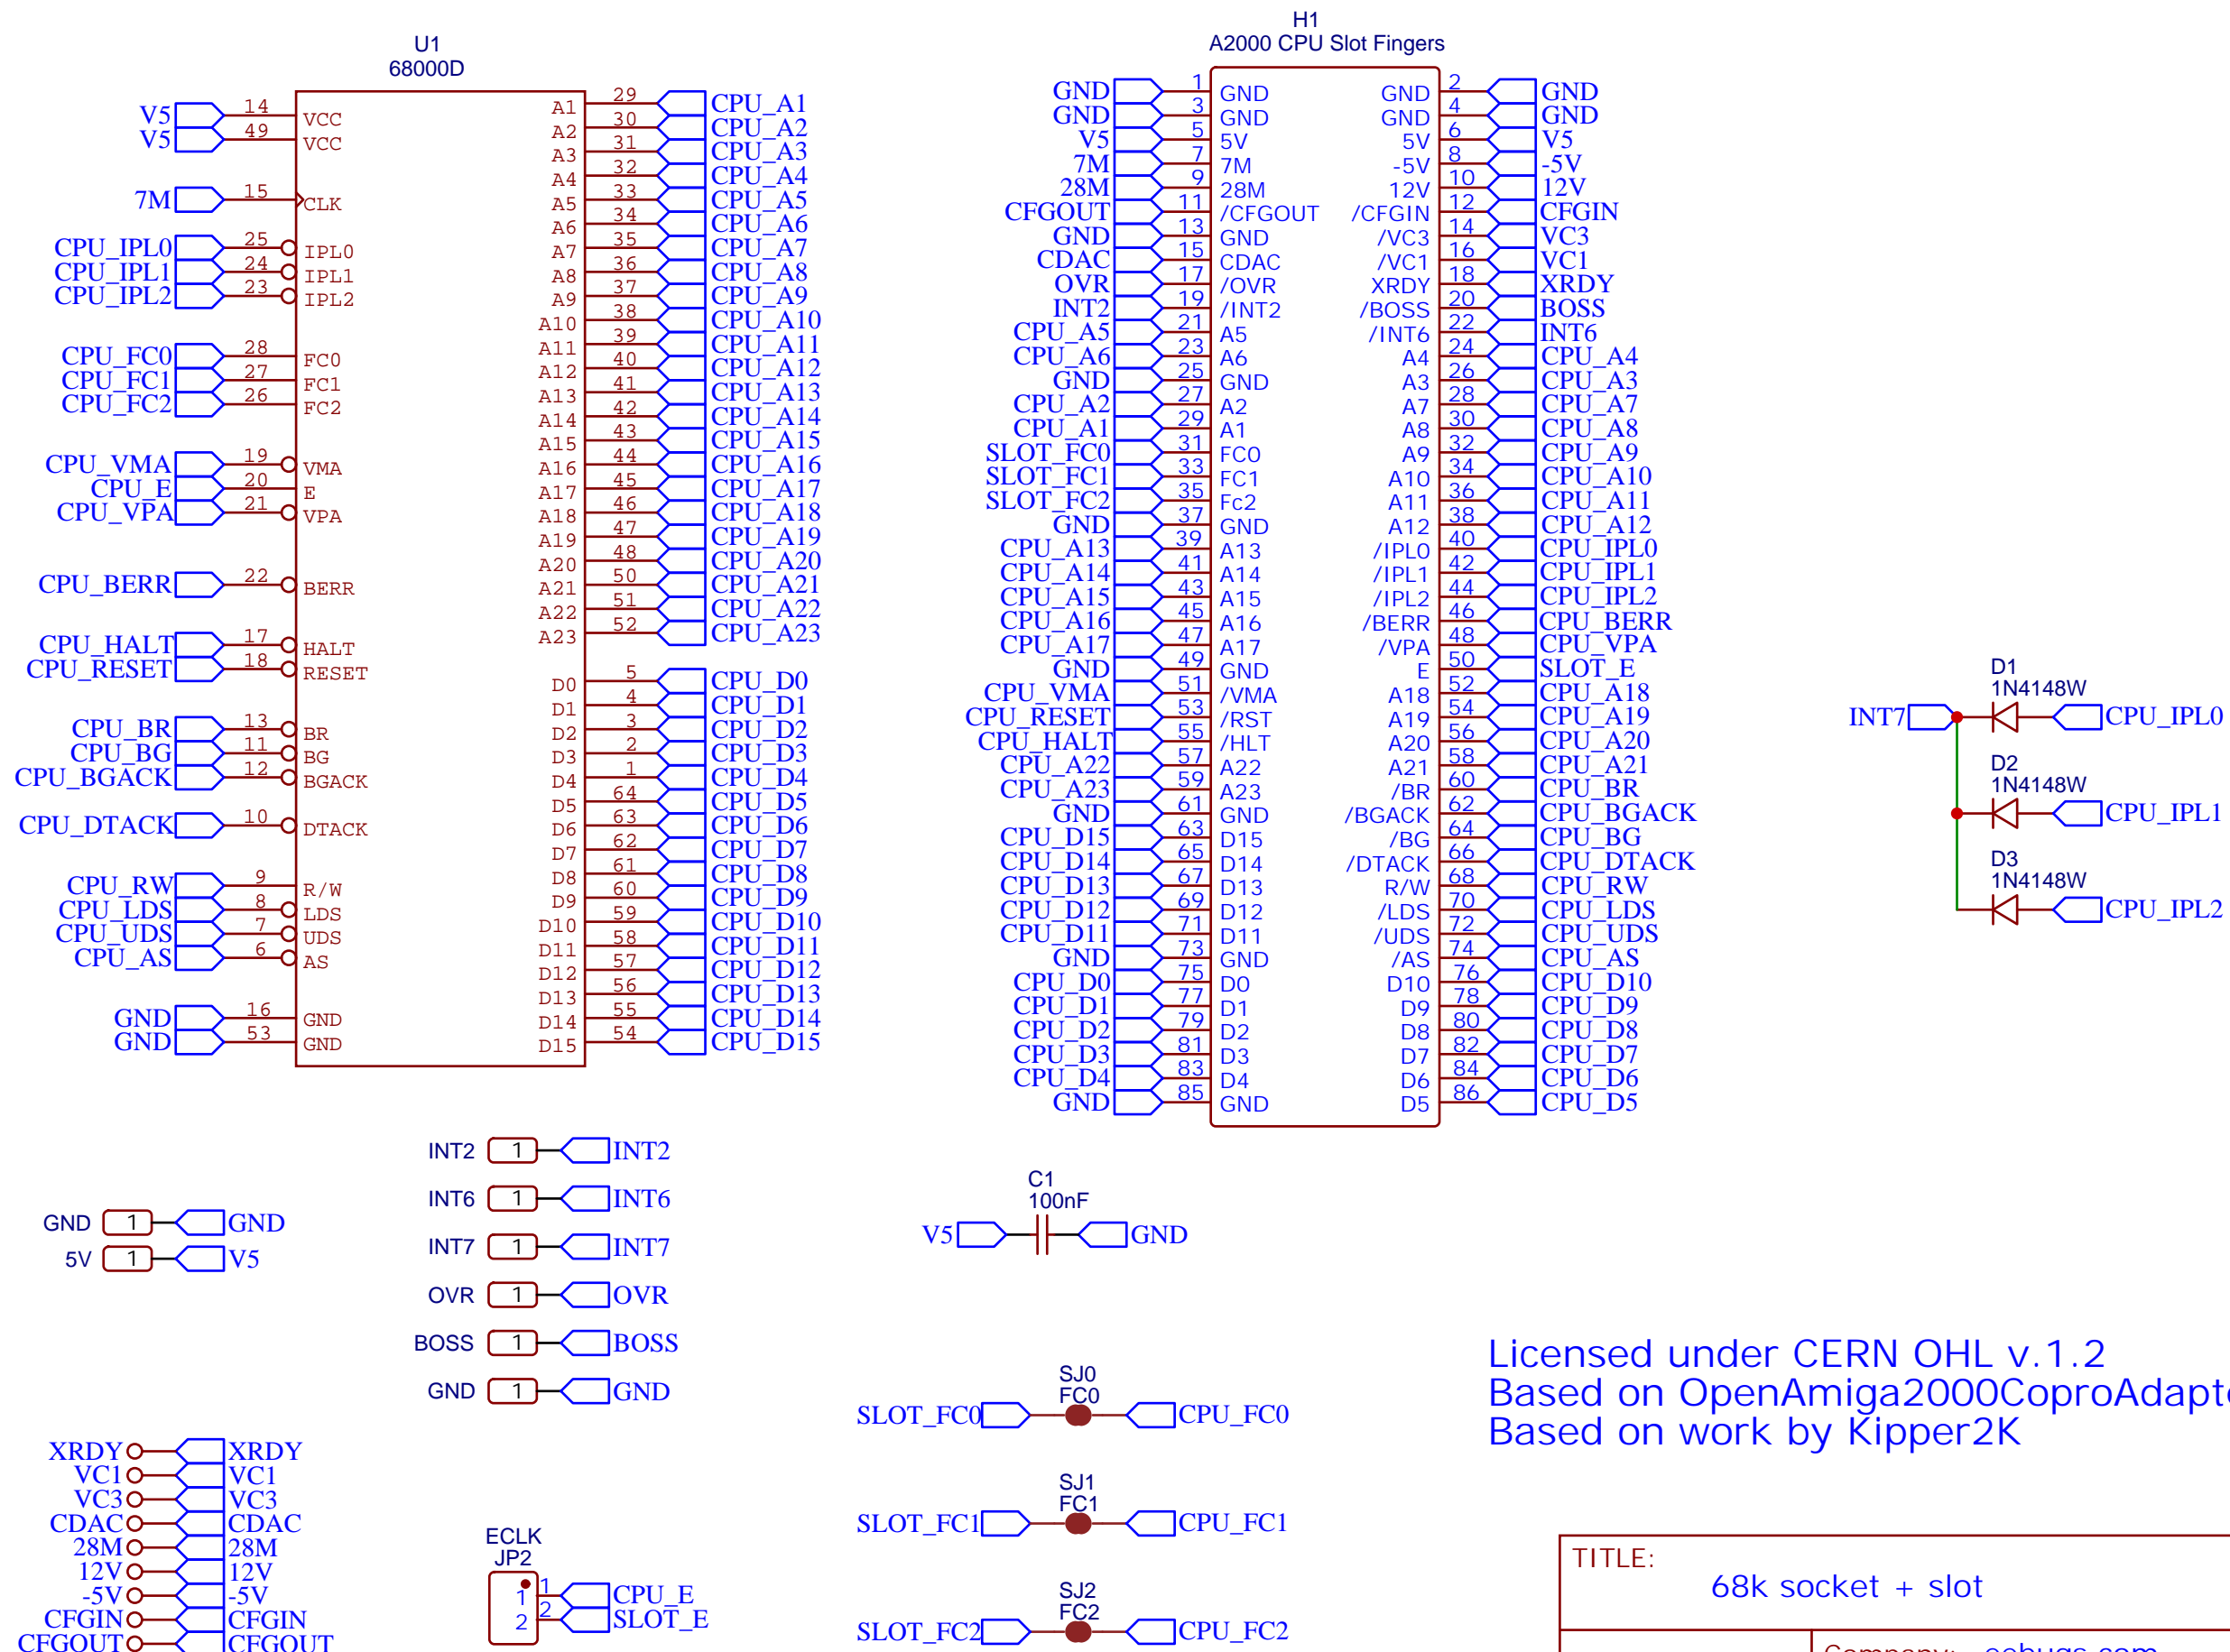 U1
68000D
V5 14 VCC
V5 49 VCC
7M 15 CLK
CPU_IPL0 25 IPL0
CPU_IPL1 24 IPL1
CPU_IPL2 23 IPL2
CPU_FC0 28 FC0
CPU_FC1 27 FC1
CPU_FC2 26 FC2
CPU_VMA 19 VMA
CPU_E 20 E
CPU_VPA 21 VPA
CPU_BERR 22 BERR
CPU_HALT 17 HALT
CPU_RESET 18 RESET
CPU_BR 13 BR
CPU_BG 11 BG
CPU_BGACK 12 BGACK
CPU_DTACK 10 DTACK
CPU_RW 9 R/W
CPU_LDS 8 LDS
CPU_UDS 7 UDS
CPU_AS 6 AS
GND 16 GND
GND 53 GND
A1 29 CPU_A1
A2 30 CPU_A2
A3 31 CPU_A3
A4 32 CPU_A4
A5 33 CPU_A5
A6 34 CPU_A6
A7 35 CPU_A7
A8 36 CPU_A8
A9 37 CPU_A9
A10 38 CPU_A10
A11 39 CPU_A11
A12 40 CPU_A12
A13 41 CPU_A13
A14 42 CPU_A14
A15 43 CPU_A15
A16 44 CPU_A16
A17 45 CPU_A17
A18 46 CPU_A18
A19 47 CPU_A19
A20 48 CPU_A20
A21 50 CPU_A21
A22 51 CPU_A22
A23 52 CPU_A23
D0 5 CPU_D0
D1 4 CPU_D1
D2 3 CPU_D2
D3 2 CPU_D3
D4 1 CPU_D4
D5 64 CPU_D5
D6 63 CPU_D6
D7 62 CPU_D7
D8 61 CPU_D8
D9 60 CPU_D9
D10 59 CPU_D10
D11 58 CPU_D11
D12 57 CPU_D12
D13 56 CPU_D13
D14 55 CPU_D14
D15 54 CPU_D15
H1
A2000 CPU Slot Fingers
GND 1 GND GND 2 GND
GND 3 GND GND 4 GND
V5 5 5V 5V 6 V5
7M 7 7M -5V 8 -5V
28M 9 28M 12V 10 12V
CFGOUT 11 /CFGOUT /CFGIN 12 CFGIN
GND 13 GND /VC3 14 VC3
CDAC 15 CDAC /VC1 16 VC1
OVR 17 /OVR XRDY 18 XRDY
INT2 19 /INT2 /BOSS 20 BOSS
CPU_A5 21 A5 /INT6 22 INT6
CPU_A6 23 A6 A4 24 CPU_A4
GND 25 GND A3 26 CPU_A3
CPU_A2 27 A2 A7 28 CPU_A7
CPU_A1 29 A1 A8 30 CPU_A8
SLOT_FC0 31 FC0 A9 32 CPU_A9
SLOT_FC1 33 FC1 A10 34 CPU_A10
SLOT_FC2 35 Fc2 A11 36 CPU_A11
GND 37 GND A12 38 CPU_A12
CPU_A13 39 A13 /IPL0 40 CPU_IPL0
CPU_A14 41 A14 /IPL1 42 CPU_IPL1
CPU_A15 43 A15 /IPL2 44 CPU_IPL2
CPU_A16 45 A16 /BERR 46 CPU_BERR
CPU_A17 47 A17 /VPA 48 CPU_VPA
GND 49 GND E 50 SLOT_E
CPU_VMA 51 /VMA A18 52 CPU_A18
CPU_RESET 53 /RST A19 54 CPU_A19
CPU_HALT 55 /HLT A20 56 CPU_A20
CPU_A22 57 A22 A21 58 CPU_A21
CPU_A23 59 A23 /BR 60 CPU_BR
GND 61 GND /BGACK 62 CPU_BGACK
CPU_D15 63 D15 /BG 64 CPU_BG
CPU_D14 65 D14 /DTACK 66 CPU_DTACK
CPU_D13 67 D13 R/W 68 CPU_RW
CPU_D12 69 D12 /LDS 70 CPU_LDS
CPU_D11 71 D11 /UDS 72 CPU_UDS
GND 73 GND /AS 74 CPU_AS
CPU_D0 75 D0 D10 76 CPU_D10
CPU_D1 77 D1 D9 78 CPU_D9
CPU_D2 79 D2 D8 80 CPU_D8
CPU_D3 81 D3 D7 82 CPU_D7
CPU_D4 83 D4 D6 84 CPU_D6
GND 85 GND D5 86 CPU_D5
D1
1N4148W
INT7 CPU_IPL0
D2
1N4148W
CPU_IPL1
D3
1N4148W
CPU_IPL2
GND 1 GND
5V 1 V5
INT2 1 INT2
INT6 1 INT6
INT7 1 INT7
OVR 1 OVR
BOSS 1 BOSS
GND 1 GND
C1
100nF
V5 GND
XRDY XRDY
VC1 VC1
VC3 VC3
CDAC CDAC
28M 28M
12V 12V
-5V -5V
CFGIN CFGIN
CFGOUT CFGOUT
ECLK
JP2
1 1 CPU_E
2 2 SLOT_E
SJ0
FC0
SLOT_FC0 CPU_FC0
SJ1
FC1
SLOT_FC1 CPU_FC1
SJ2
FC2
SLOT_FC2 CPU_FC2
Licensed under CERN OHL v.1.2
Based on
Based on work by Kipper2K
TITLE:
68k socket + slot